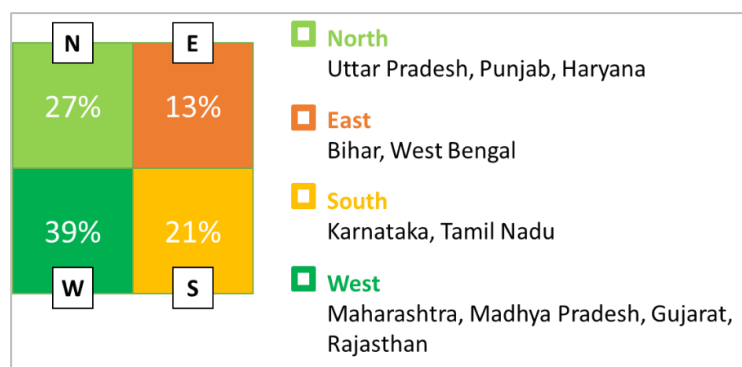 N
E
27%
13%
39%
21%
W
S
North
Uttar Pradesh, Punjab, Haryana
East
Bihar, West Bengal
South
Karnataka, Tamil Nadu
West
Maharashtra, Madhya Pradesh, Gujarat,
Rajasthan